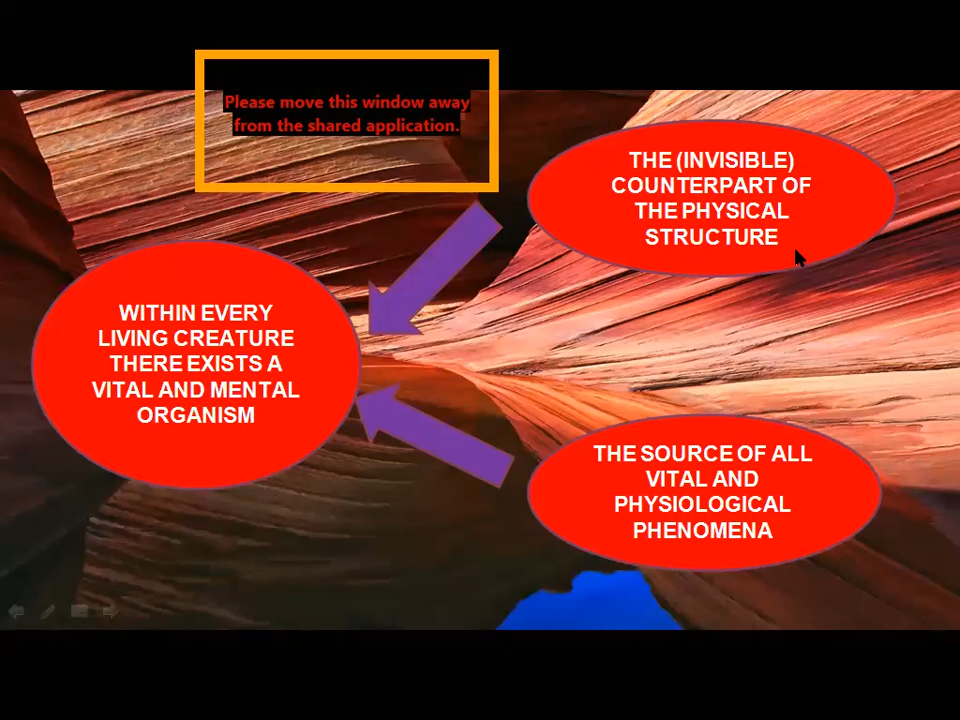 Please move this window away
from the shared application.
THE (INVISIBLE)
COUNTERPART OF
THE PHYSICAL
STRUCTURE
WITHIN EVERY
LIVING CREATURE
THERE EXISTS A
VITAL AND MENTAL
ORGANISM
THE SOURCE OF ALL
VITAL AND
PHYSIOLOGICAL
PHENOMENA